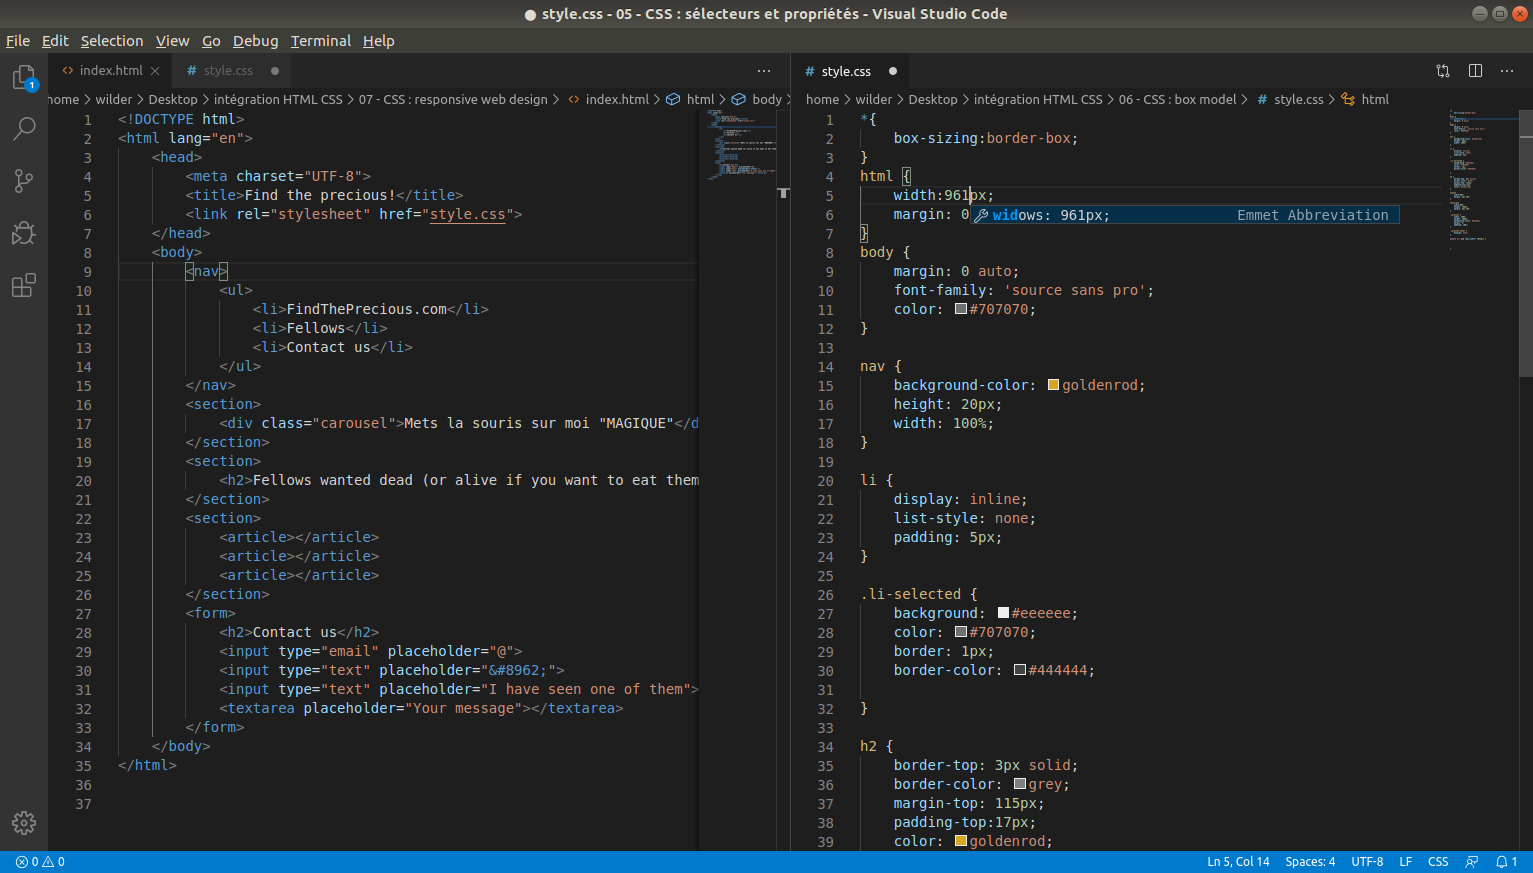 style.css - 05 - CSS : sélecteurs et propriétés - Visual Studio Code
File Edit Selection View Go Debug Terminal Help
index.html
style.css
home > wilder > Desktop > intégration HTML CSS > 07 - CSS : responsive web design > index.html > html > body
1 <!DOCTYPE html>
2 <html lang="en">
3 <head>
4 <meta charset="UTF-8">
5 <title>Find the precious!</title>
6 <link rel="stylesheet" href="style.css">
7 </head>
8 <body>
9 <nav>
10 <ul>
11 <li>FindThePrecious.com</li>
12 <li>Fellows</li>
13 <li>Contact us</li>
14 </ul>
15 </nav>
16 <section>
17 <div class="carousel">Mets la souris sur moi "MAGIQUE"</d
18 </section>
19 <section>
20 <h2>Fellows wanted dead (or alive if you want to eat them
21 </section>
22 <section>
23 <article></article>
24 <article></article>
25 <article></article>
26 </section>
27 <form>
28 <h2>Contact us</h2>
29 <input type="email" placeholder="@">
30 <input type="text" placeholder="&#8962;">
31 <input type="text" placeholder="I have seen one of them">
32 <textarea placeholder="Your message"></textarea>
33 </form>
34 </body>
35 </html>
36
37
# style.css
home > wilder > Desktop > intégration HTML CSS > 06 - CSS : box model > # style.css > html
1 *{
2 box-sizing:border-box;
3 }
4 html {
5 width:961px;
6 margin: 0
widows: 961px; Emmet Abbreviation
7 }
8 body {
9 margin: 0 auto;
10 font-family: 'source sans pro';
11 color: #707070;
12 }
13
14 nav {
15 background-color: goldenrod;
16 height: 20px;
17 width: 100%;
18 }
19
20 li {
21 display: inline;
22 list-style: none;
23 padding: 5px;
24 }
25
26 .li-selected {
27 background: #eeeeee;
28 color: #707070;
29 border: 1px;
30 border-color: #444444;
31
32 }
33
34 h2 {
35 border-top: 3px solid;
36 border-color: grey;
37 margin-top: 115px;
38 padding-top:17px;
39 color: goldenrod;
1
0 0
Ln 5, Col 14 Spaces: 4 UTF-8 LF CSS 1